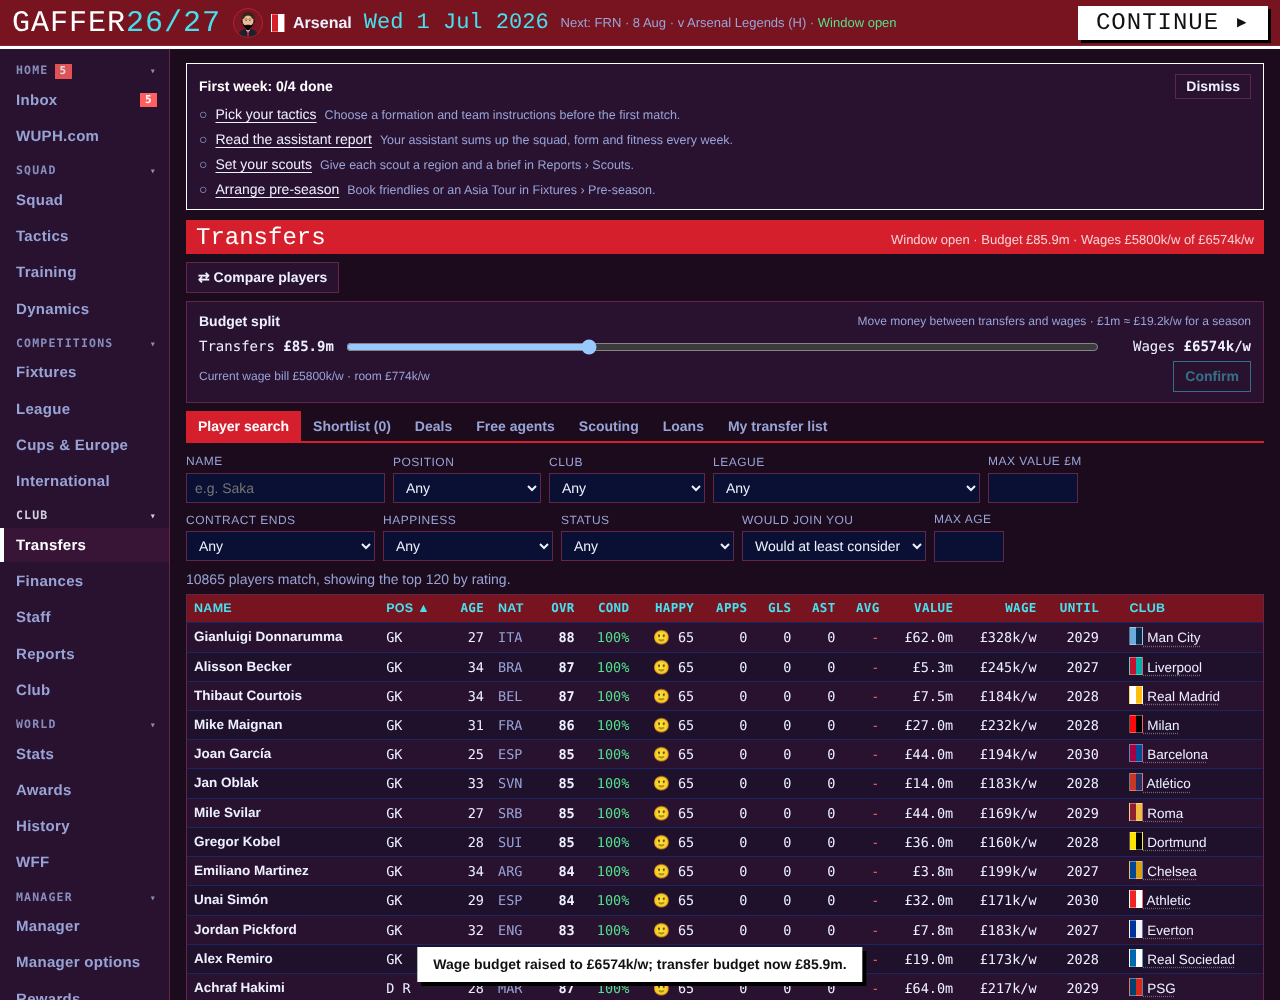 GAFFER26/27 Arsenal Wed 1 Jul 2026 Next: FRN · 8 Aug · v Arsenal Legends (H) · Window open CONTINUE ▶
HOME 5 ▾
Inbox 5
WUPH.com
SQUAD ▾
Squad
Tactics
Training
Dynamics
COMPETITIONS ▾
Fixtures
League
Cups & Europe
International
CLUB ▾
Transfers
Finances
Staff
Reports
Club
WORLD ▾
Stats
Awards
History
WFF
MANAGER ▾
Manager
Manager options
Rewards
First week: 0/4 done Dismiss
○ Pick your tactics Choose a formation and team instructions before the first match.
○ Read the assistant report Your assistant sums up the squad, form and fitness every week.
○ Set your scouts Give each scout a region and a brief in Reports › Scouts.
○ Arrange pre-season Book friendlies or an Asia Tour in Fixtures › Pre-season.
Transfers Window open · Budget £85.9m · Wages £5800k/w of £6574k/w
⇄ Compare players
Budget split Move money between transfers and wages · £1m ≈ £19.2k/w for a season
Transfers £85.9m Wages £6574k/w
Current wage bill £5800k/w · room £774k/w Confirm
Player search Shortlist (0) Deals Free agents Scouting Loans My transfer list
NAME POSITION CLUB LEAGUE MAX VALUE £M
e.g. Saka Any Any Any
CONTRACT ENDS HAPPINESS STATUS WOULD JOIN YOU MAX AGE
Any Any Any Would at least consider
10865 players match, showing the top 120 by rating.
NAME POS ▲ AGE NAT OVR COND HAPPY APPS GLS AST AVG VALUE WAGE UNTIL CLUB
Gianluigi Donnarumma GK 27 ITA 88 100% 🙂 65 0 0 0 - £62.0m £328k/w 2029 Man City
Alisson Becker GK 34 BRA 87 100% 🙂 65 0 0 0 - £5.3m £245k/w 2027 Liverpool
Thibaut Courtois GK 34 BEL 87 100% 🙂 65 0 0 0 - £7.5m £184k/w 2028 Real Madrid
Mike Maignan GK 31 FRA 86 100% 🙂 65 0 0 0 - £27.0m £232k/w 2028 Milan
Joan García GK 25 ESP 85 100% 🙂 65 0 0 0 - £44.0m £194k/w 2030 Barcelona
Jan Oblak GK 33 SVN 85 100% 🙂 65 0 0 0 - £14.0m £183k/w 2028 Atlético
Mile Svilar GK 27 SRB 85 100% 🙂 65 0 0 0 - £44.0m £169k/w 2029 Roma
Gregor Kobel GK 28 SUI 85 100% 🙂 65 0 0 0 - £36.0m £160k/w 2028 Dortmund
Emiliano Martinez GK 34 ARG 84 100% 🙂 65 0 0 0 - £3.8m £199k/w 2027 Chelsea
Unai Simón GK 29 ESP 84 100% 🙂 65 0 0 0 - £32.0m £171k/w 2030 Athletic
Jordan Pickford GK 32 ENG 83 100% 🙂 65 0 0 0 - £7.8m £183k/w 2027 Everton
Alex Remiro GK - £19.0m £173k/w 2028 Real Sociedad
Wage budget raised to £6574k/w; transfer budget now £85.9m.
Achraf Hakimi D R 28 MAR 87 100% 🙂 65 0 0 0 - £64.0m £217k/w 2029 PSG